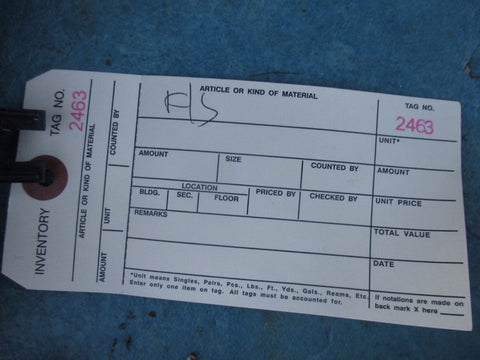 INVENTORY
TAG NO. 2463
ARTICLE OR KIND OF MATERIAL
COUNTED BY
AMOUNT
UNIT
ARTICLE OR KIND OF MATERIAL
TAG NO.
2463
UNIT*
AMOUNT
SIZE
COUNTED BY
AMOUNT
LOCATION
BLDG.
SEC.
FLOOR
PRICED BY
CHECKED BY
UNIT PRICE
REMARKS
TOTAL VALUE
DATE
*Unit means Singles, Pairs, Pcs., Lbs., Ft., Yds., Gals., Reams, Etc.
Enter only one item on tag. All tags must be accounted for.
If notations are made on
back mark X here